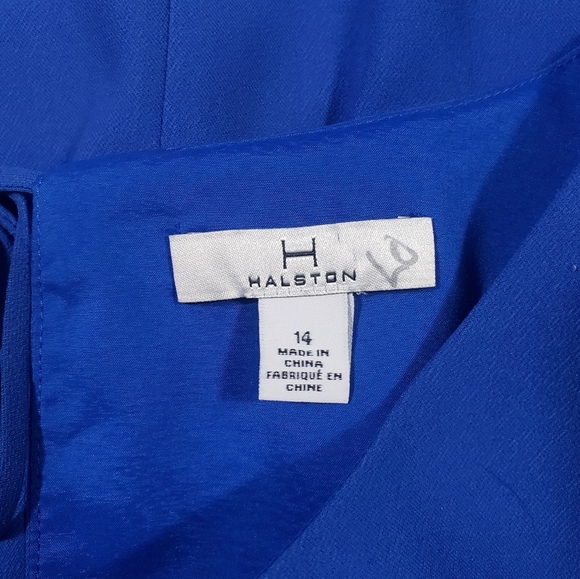 H
HALSTON
14
MADE IN
CHINA
FABRIQUÉ EN
CHINE